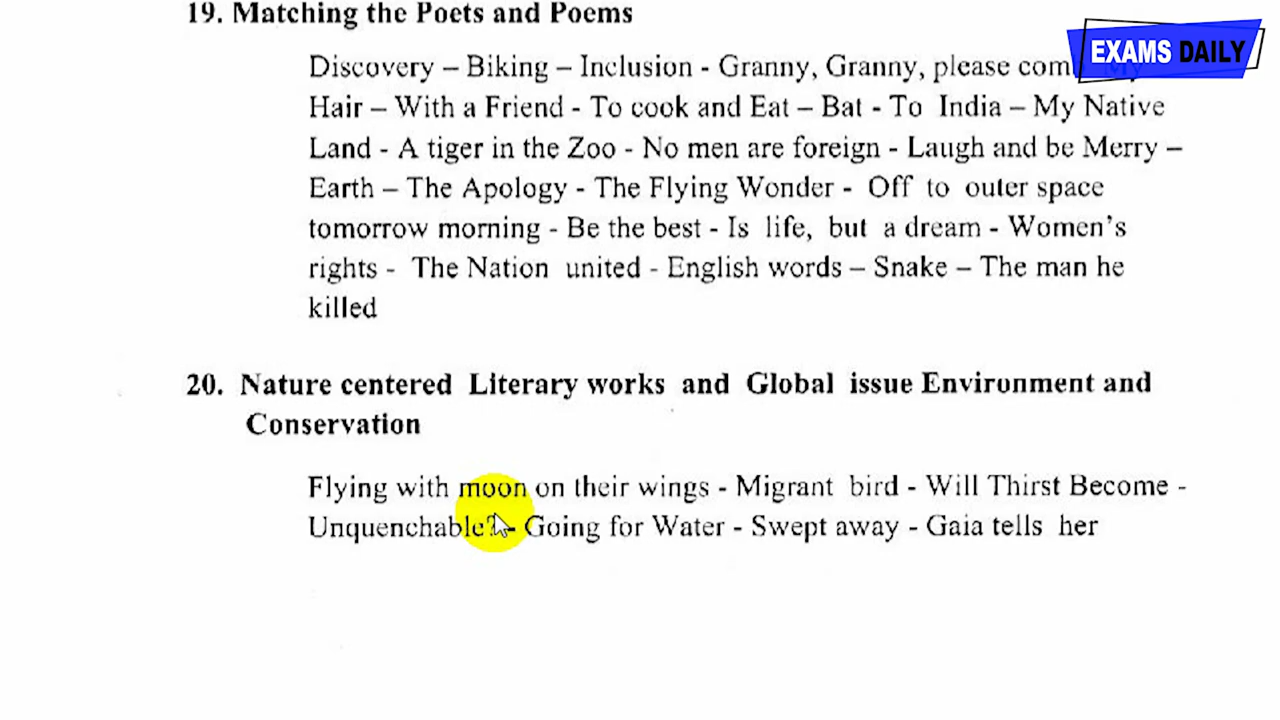 19. Matching the Poets and Poems
EXAMS DAILY
Discovery – Biking – Inclusion - Granny, Granny, please
Hair – With a Friend - To cook and Eat – Bat - To India – My Native
Land - A tiger in the Zoo - No men are foreign - Laugh and be Merry –
Earth – The Apology - The Flying Wonder - Off to outer space
tomorrow morning - Be the best - Is life, but a dream - Women's
rights - The Nation united - English words – Snake – The man he
killed
20. Nature centered Literary works and Global issue Environment and
Conservation
Flying with moon on their wings - Migrant bird - Will Thirst Become -
Unquenchable? - Going for Water - Swept away - Gaia tells her